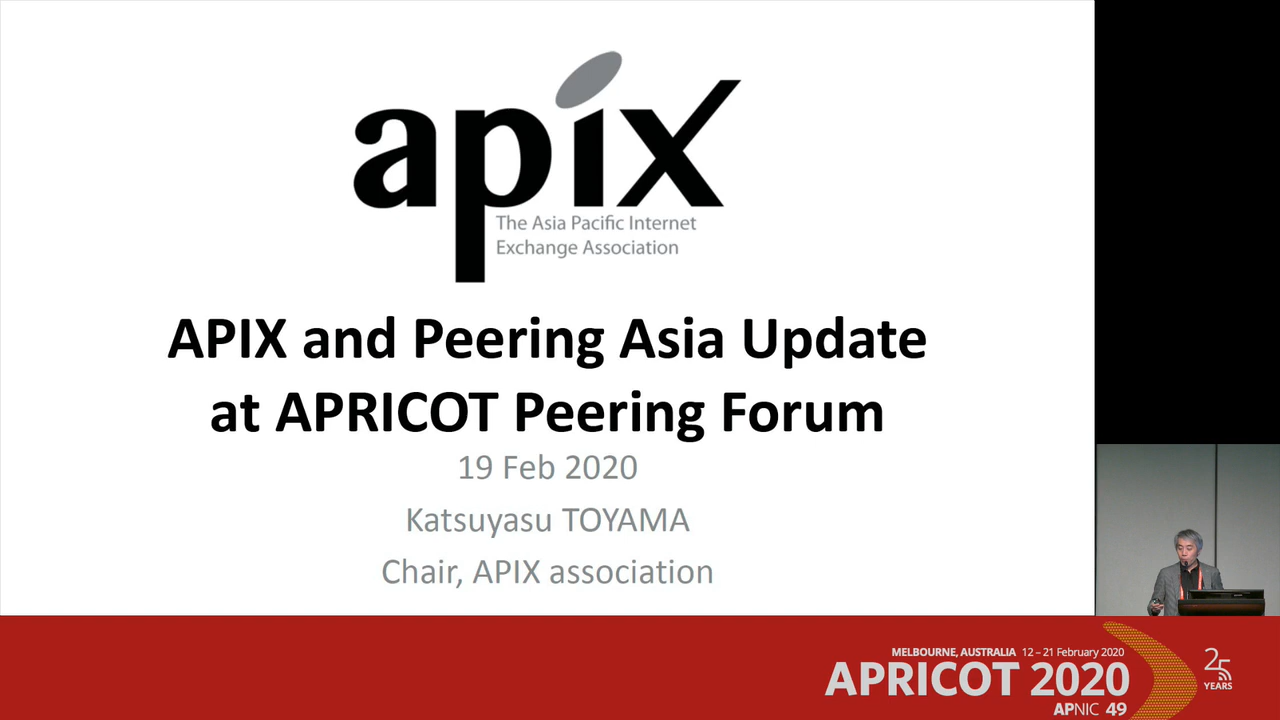 apix
The Asia Pacific Internet
Exchange Association
APIX and Peering Asia Update
at APRICOT Peering Forum
19 Feb 2020
Katsuyasu TOYAMA
Chair, APIX association
MELBOURNE, AUSTRALIA 12 – 21 February 2020
APRICOT 2020
APNIC 49
25
YEARS